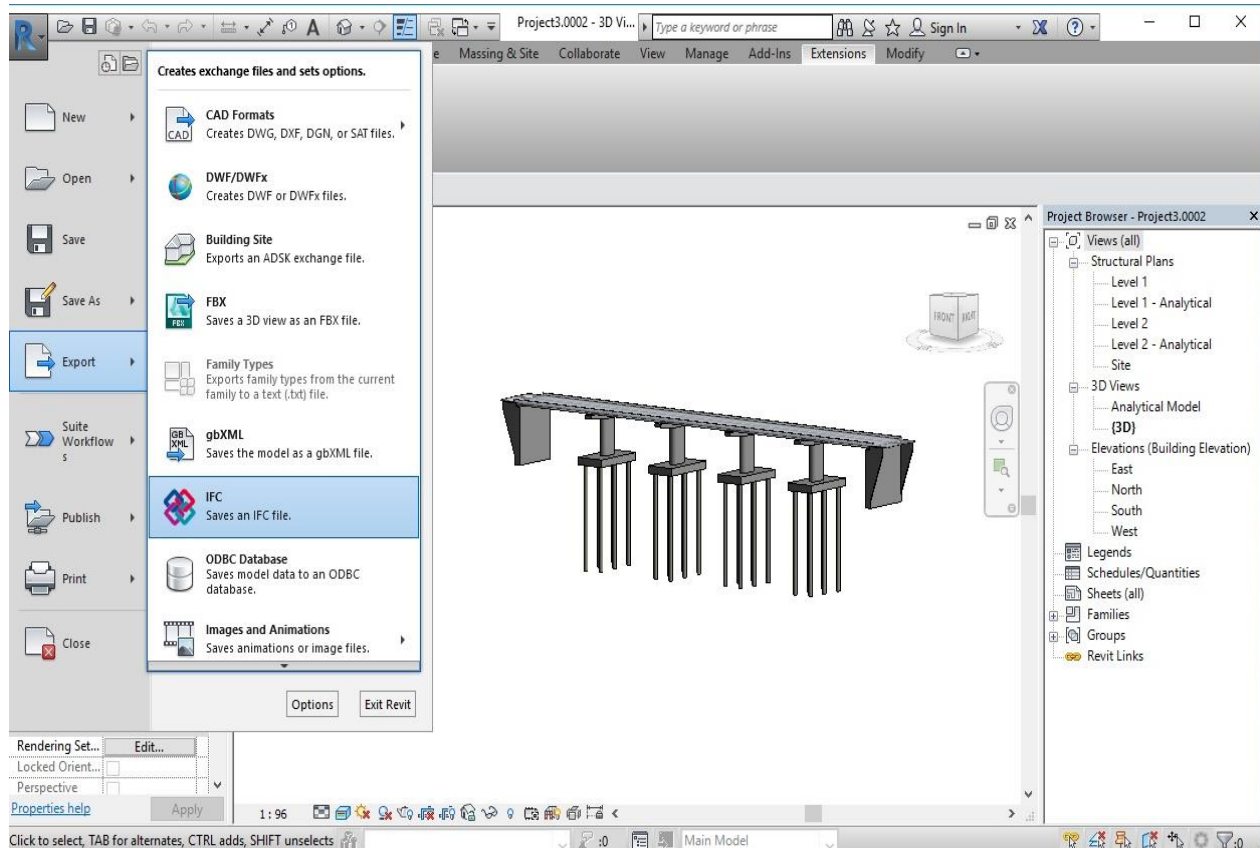 Project3.0002 - 3D Vi...
Type a keyword or phrase
Sign In
e Massing & Site Collaborate View Manage Add-Ins Extensions Modify
Creates exchange files and sets options.
New
Open
Save
Save As
Export
Suite
Workflow
s
Publish
Print
Close
CAD
CAD Formats
Creates DWG, DXF, DGN, or SAT files.
DWF/DWFx
Creates DWF or DWFx files.
Building Site
Exports an ADSK exchange file.
FBX
FBX
Saves a 3D view as an FBX file.
Family Types
Exports family types from the current
family to a text (.txt) file.
GB
XML
gbXML
Saves the model as a gbXML file.
IFC
Saves an IFC file.
ODBC Database
Saves model data to an ODBC
database.
Images and Animations
Saves animations or image files.
Options Exit Revit
FRONT RIGHT
Project Browser - Project3.0002
Views (all)
Structural Plans
Level 1
Level 1 - Analytical
Level 2
Level 2 - Analytical
Site
3D Views
Analytical Model
{3D}
Elevations (Building Elevation)
East
North
South
West
Legends
Schedules/Quantities
Sheets (all)
Families
Groups
Revit Links
Rendering Set... Edit...
Locked Orient...
Perspective
Properties help Apply
1 : 96
Click to select, TAB for alternates, CTRL adds, SHIFT unselects
:0
Main Model
:0